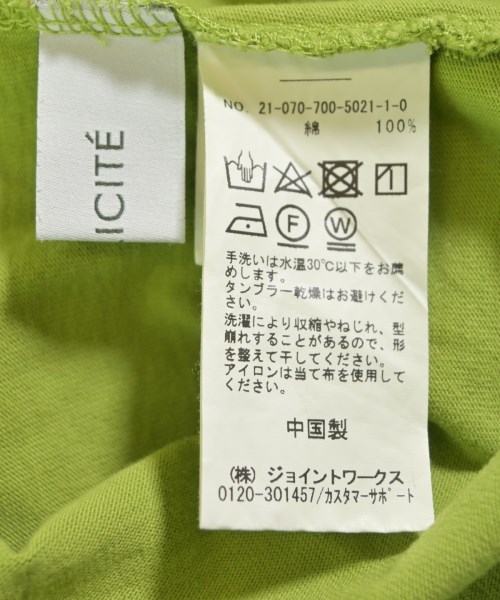 ICITÉ
NO. 21-070-700-5021-1-0
綿 100%
F
W
手洗いは水温30℃以下をお薦
めします。
タンブラー乾燥はお避けくだ
さい。
洗濯により収縮やねじれ、型
崩れすることがあるので、形
を整えて干してください。
アイロンは当て布を使用して
ください。
中国製
(株) ジョイントワークス
0120-301457/カスタマーサポート